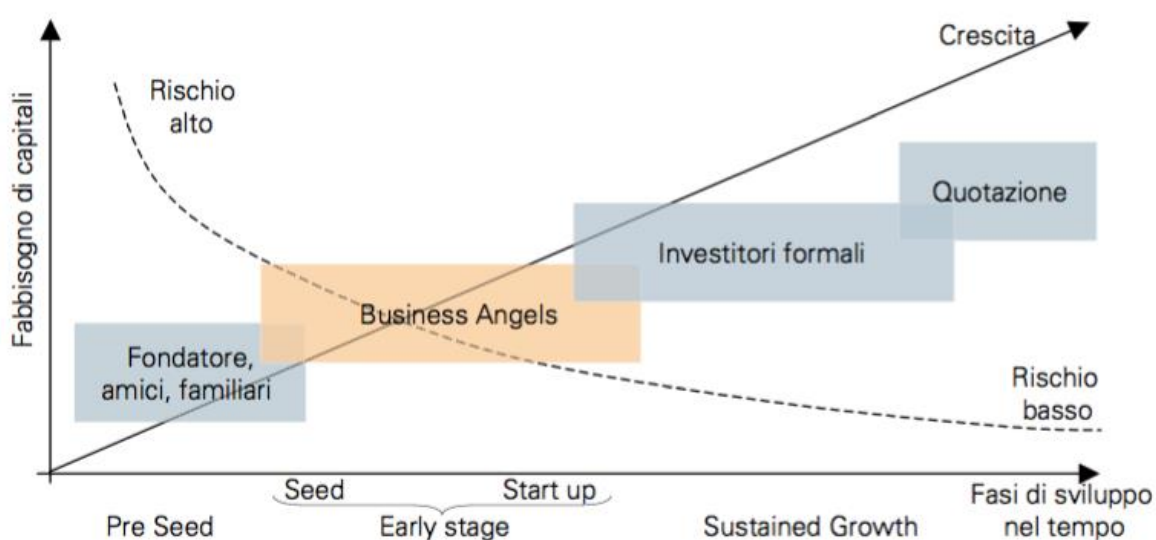 Crescita
Rischio
alto
Fabbisogno di capitali
Quotazione
Investitori formali
Business Angels
Fondatore,
amici, familiari
Rischio
basso
Seed
Start up
Fasi di sviluppo
nel tempo
Pre Seed
Early stage
Sustained Growth